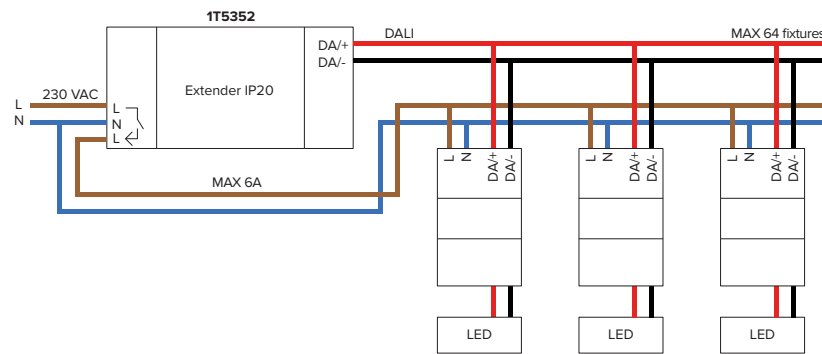 1T5352
DA/+
DALI
MAX 64 fixtures
DA/-
230 VAC
Extender IP20
L
L
N
N
L
MAX 6A
L
N
DA/+
DA/-
L
N
DA/+
DA/-
L
N
DA/+
DA/-
LED
LED
LED